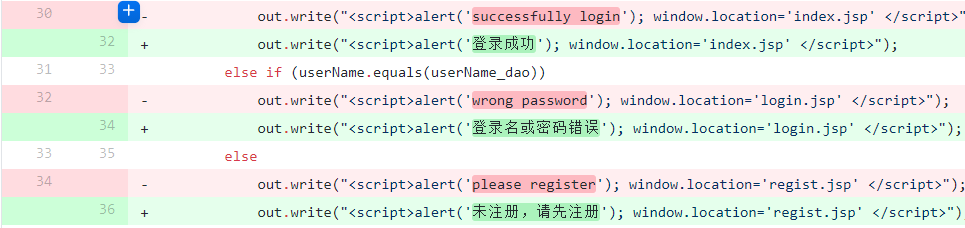 30 - out.write("<script>alert('successfully login'); window.location='index.jsp' </script>"
32 + out.write("<script>alert('登录成功'); window.location='index.jsp' </script>");
31 33 else if (userName.equals(userName_dao))
32 - out.write("<script>alert('wrong password'); window.location='login.jsp' </script>");
34 + out.write("<script>alert('登录名或密码错误'); window.location='login.jsp' </script>");
33 35 else
34 - out.write("<script>alert('please register'); window.location='regist.jsp' </script>");
36 + out.write("<script>alert('未注册，请先注册'); window.location='regist.jsp' </script>")